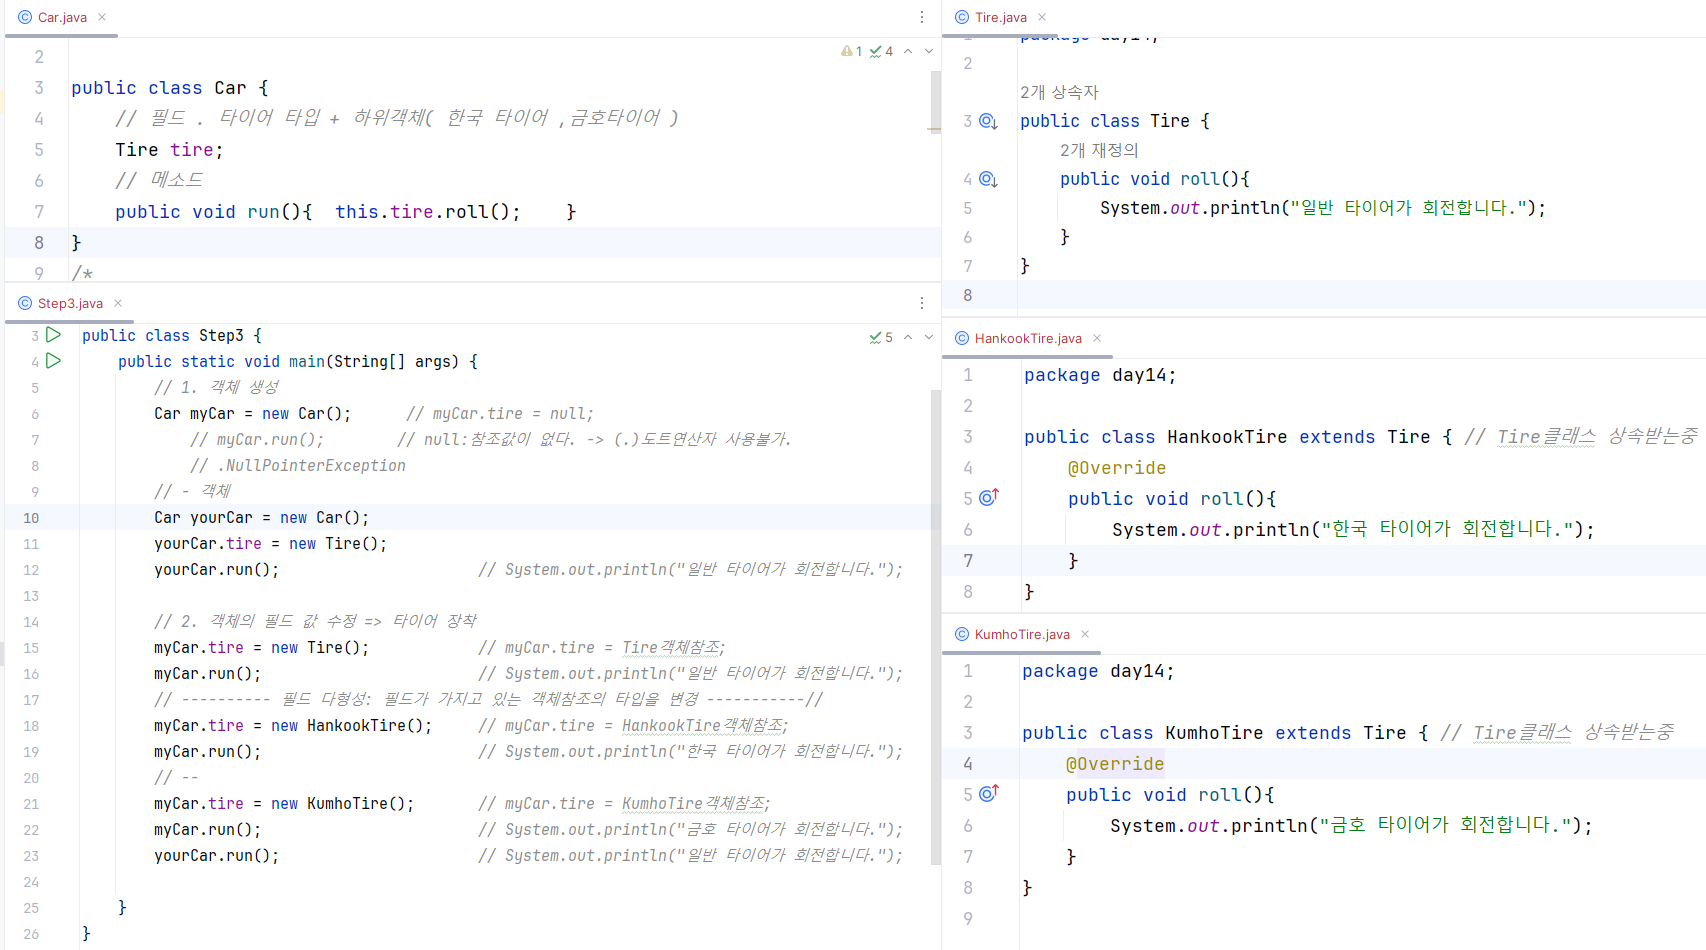 Car.java
1 4
2
3 public class Car {
4 // 필드 . 타이어 타입 + 하위객체( 한국 타이어 ,금호타이어 )
5 Tire tire;
6 // 메소드
7 public void run(){  this.tire.roll();    }
8 }
9 /*
Step3.java
5
3 public class Step3 {
4 public static void main(String[] args) {
5 // 1. 객체 생성
6 Car myCar = new Car();      // myCar.tire = null;
7 // myCar.run();        // null:참조값이 없다. -> (.)도트연산자 사용불가.
8 // .NullPointerException
9 // - 객체
10 Car yourCar = new Car();
11 yourCar.tire = new Tire();
12 yourCar.run();                      // System.out.println("일반 타이어가 회전합니다.");
13
14 // 2. 객체의 필드 값 수정 => 타이어 장착
15 myCar.tire = new Tire();            // myCar.tire = Tire객체참조;
16 myCar.run();                        // System.out.println("일반 타이어가 회전합니다.");
17 // ---------- 필드 다형성: 필드가 가지고 있는 객체참조의 타입을 변경 -----------//
18 myCar.tire = new HankookTire();     // myCar.tire = HankookTire객체참조;
19 myCar.run();                        // System.out.println("한국 타이어가 회전합니다.");
20 // --
21 myCar.tire = new KumhoTire();       // myCar.tire = KumhoTire객체참조;
22 myCar.run();                        // System.out.println("금호 타이어가 회전합니다.");
23 yourCar.run();                      // System.out.println("일반 타이어가 회전합니다.");
24
25 }
26 }
Tire.java
1 package day14;
2
2개 상속자
3 public class Tire {
2개 재정의
4 public void roll(){
5 System.out.println("일반 타이어가 회전합니다.");
6 }
7 }
8
HankookTire.java
1 package day14;
2
3 public class HankookTire extends Tire { // Tire클래스 상속받는중
4 @Override
5 public void roll(){
6 System.out.println("한국 타이어가 회전합니다.");
7 }
8 }
KumhoTire.java
1 package day14;
2
3 public class KumhoTire extends Tire { // Tire클래스 상속받는중
4 @Override
5 public void roll(){
6 System.out.println("금호 타이어가 회전합니다.");
7 }
8 }
9